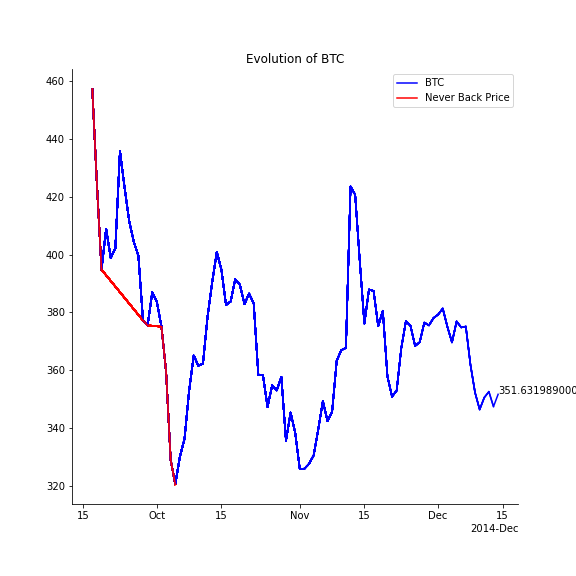 Evolution of BTC
BTC
Never Back Price
460
440
420
400
380
360
340
320
351.631989000
15
Oct
15
Nov
15
Dec
15
2014-Dec